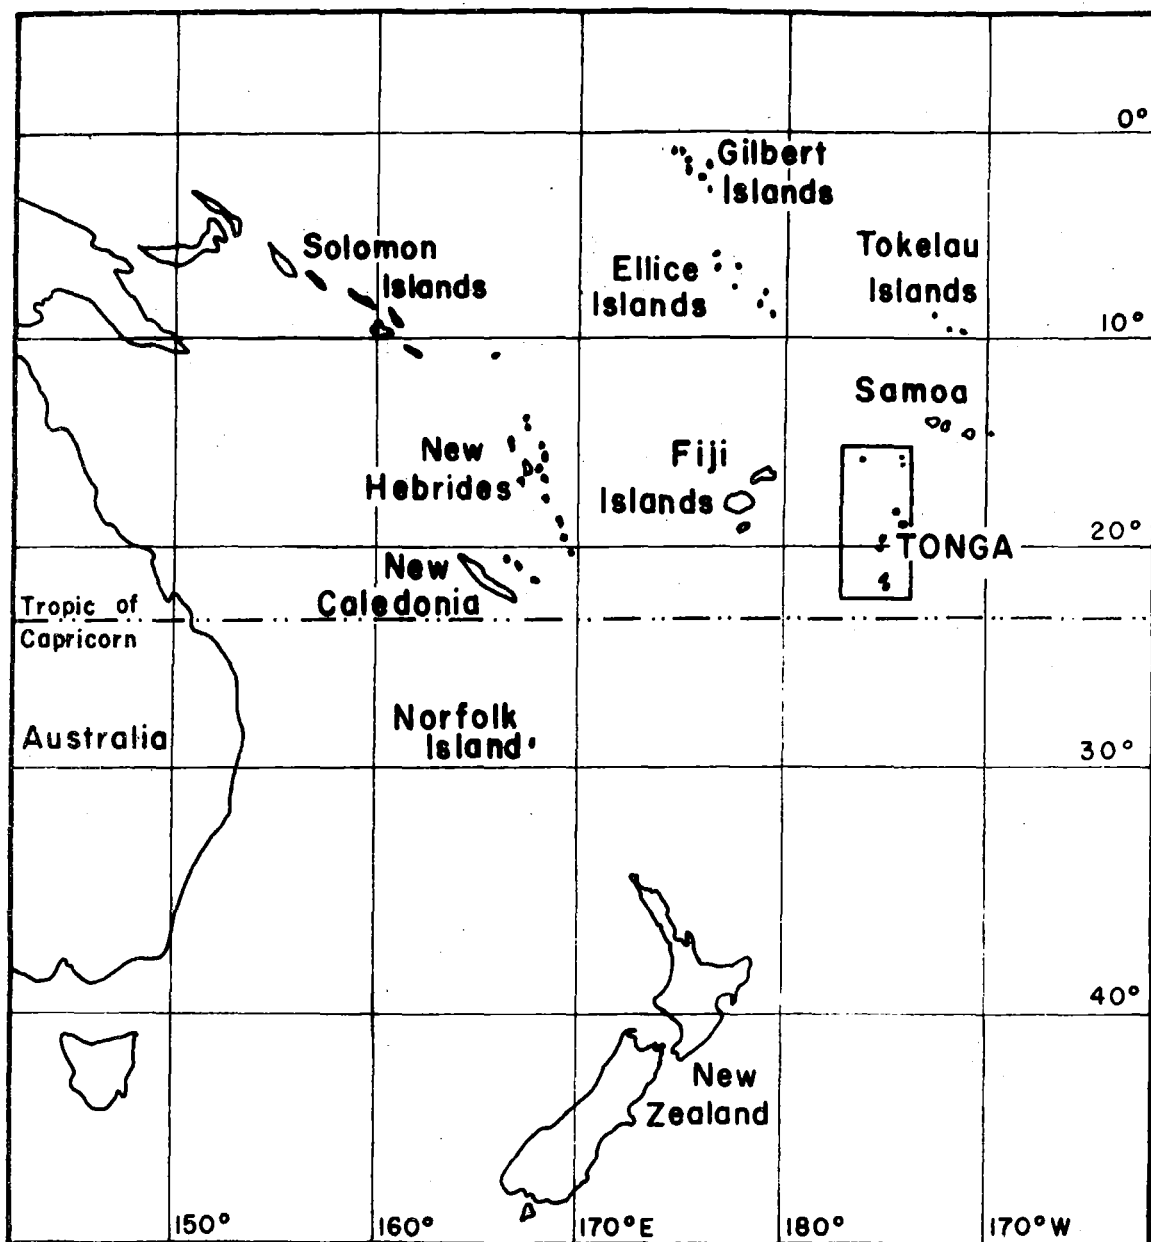 0°
Gilbert
Islands
Solomon
Islands
Ellice
Islands
Tokelau
Islands
10°
Samoa
New
Hebrides
Fiji
Islands
20°
TONGA
New
Caledonia
Tropic of
Capricorn
Australia
Norfolk
Island
30°
40°
New
Zealand
150°
160°
170°E
180°
170°W